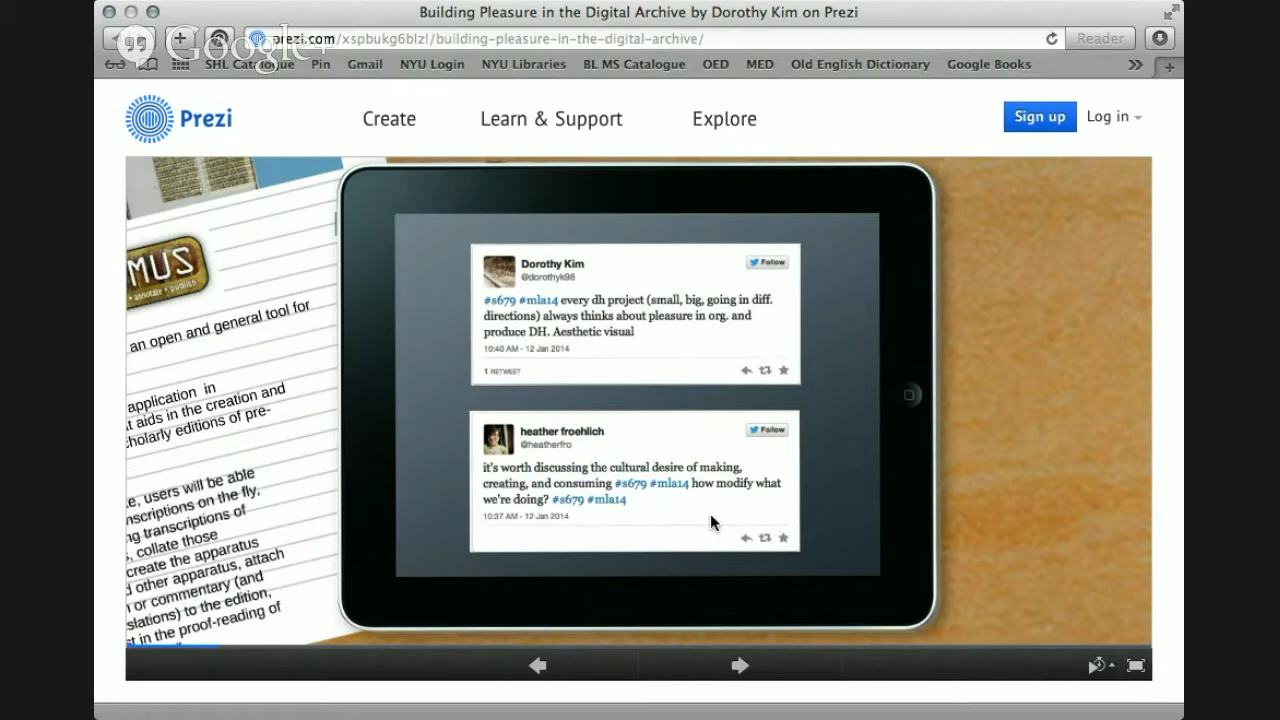 Building Pleasure in the Digital Archive by Dorothy Kim on Prezi
Google+
prezi.com/xspbukg6blzl/building-pleasure-in-the-digital-archive/
Reader
SHL Catalogue Pin Gmail NYU Login NYU Libraries BL MS Catalogue OED MED Old English Dictionary Google Books
Prezi
Create
Learn & Support
Explore
Sign up
Log in
MUS
• annotate • publish •
an open and general tool for
application in
t aids in the creation and
holarly editions of pre-
e, users will be able
nscriptions on the fly,
ng transcriptions of
, collate those
create the apparatus
d other apparatus, attach
n or commentary (and
slations) to the edition,
st in the proof-reading of
Dorothy Kim
@dorothyk98
Follow
#s679 #mla14 every dh project (small, big, going in diff.
directions) always thinks about pleasure in org. and
produce DH. Aesthetic visual
10:40 AM - 12 Jan 2014
1 RETWEET
heather froehlich
@heatherfro
Follow
it's worth discussing the cultural desire of making,
creating, and consuming #s679 #mla14 how modify what
we're doing? #s679 #mla14
10:37 AM - 12 Jan 2014